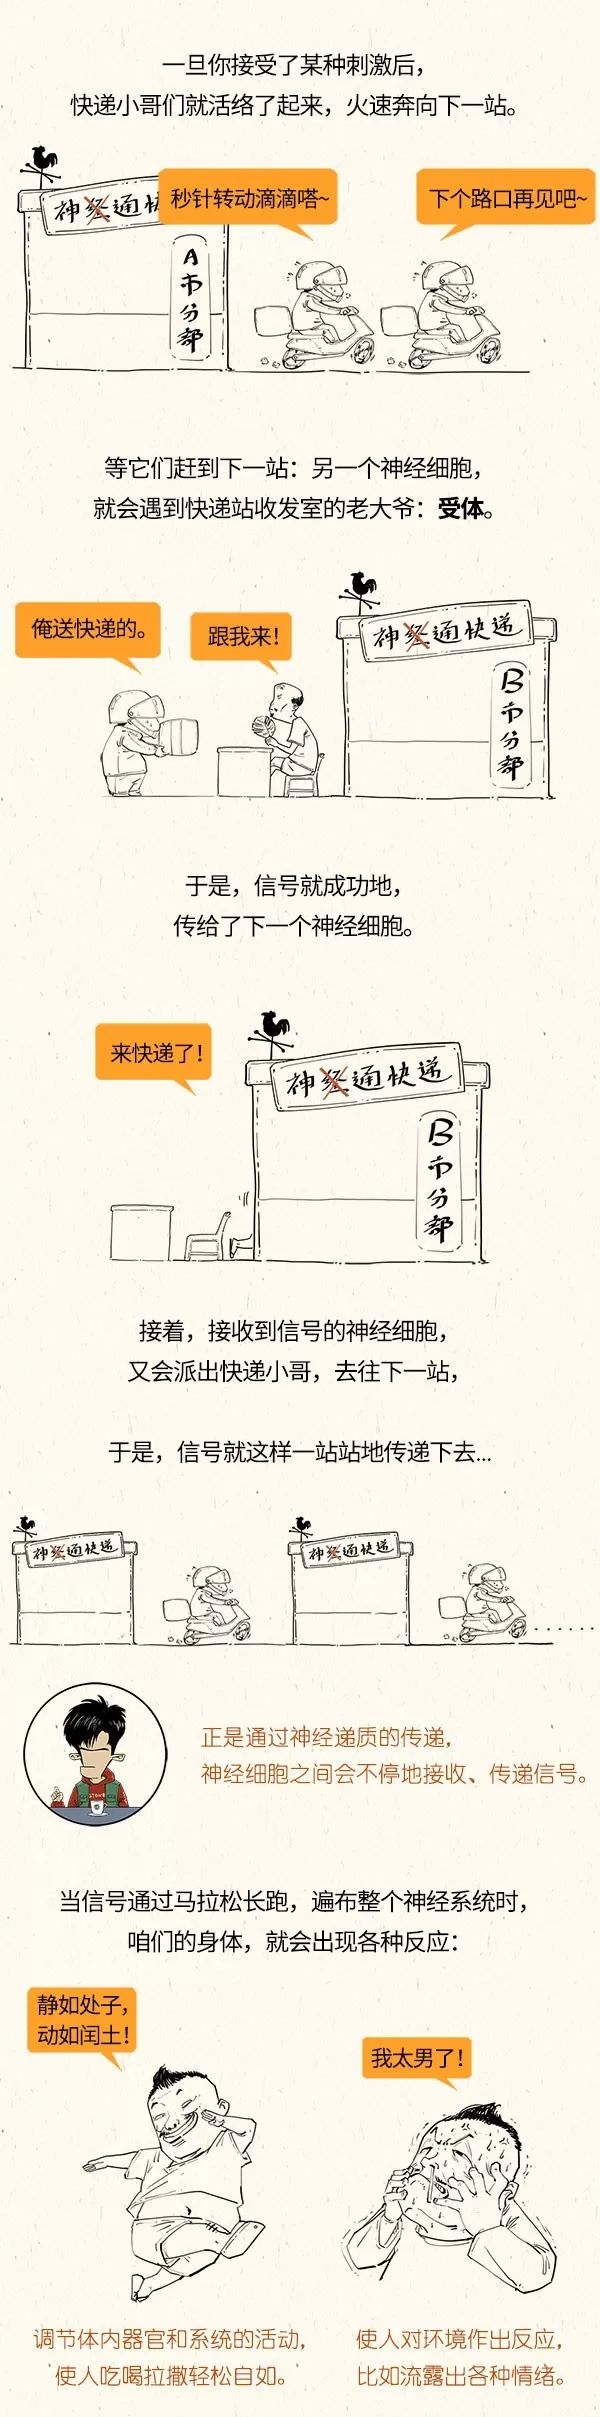 一旦你接受了某种刺激后，
快递小哥们就活络了起来，火速奔向下一站。
神经通快
秒针转动滴滴嗒~
下个路口再见吧~
A市分部
等它们赶到下一站：另一个神经细胞，
就会遇到快递站收发室的老大爷：受体。
俺送快递的。
跟我来！
神经通快递
B市分部
于是，信号就成功地，
传给了下一个神经细胞。
来快递了！
神经通快递
B市分部
接着，接收到信号的神经细胞，
又会派出快递小哥，去往下一站，
于是，信号就这样一站站地传递下去...
神经通快递
神经通快递
正是通过神经递质的传递，
神经细胞之间会不停地接收、传递信号。
当信号通过马拉松长跑，遍布整个神经系统时，
咱们的身体，就会出现各种反应：
静如处子，
动如闰土！
我太男了！
调节体内器官和系统的活动，
使人吃喝拉撒轻松自如。
使人对环境作出反应，
比如流露出各种情绪。